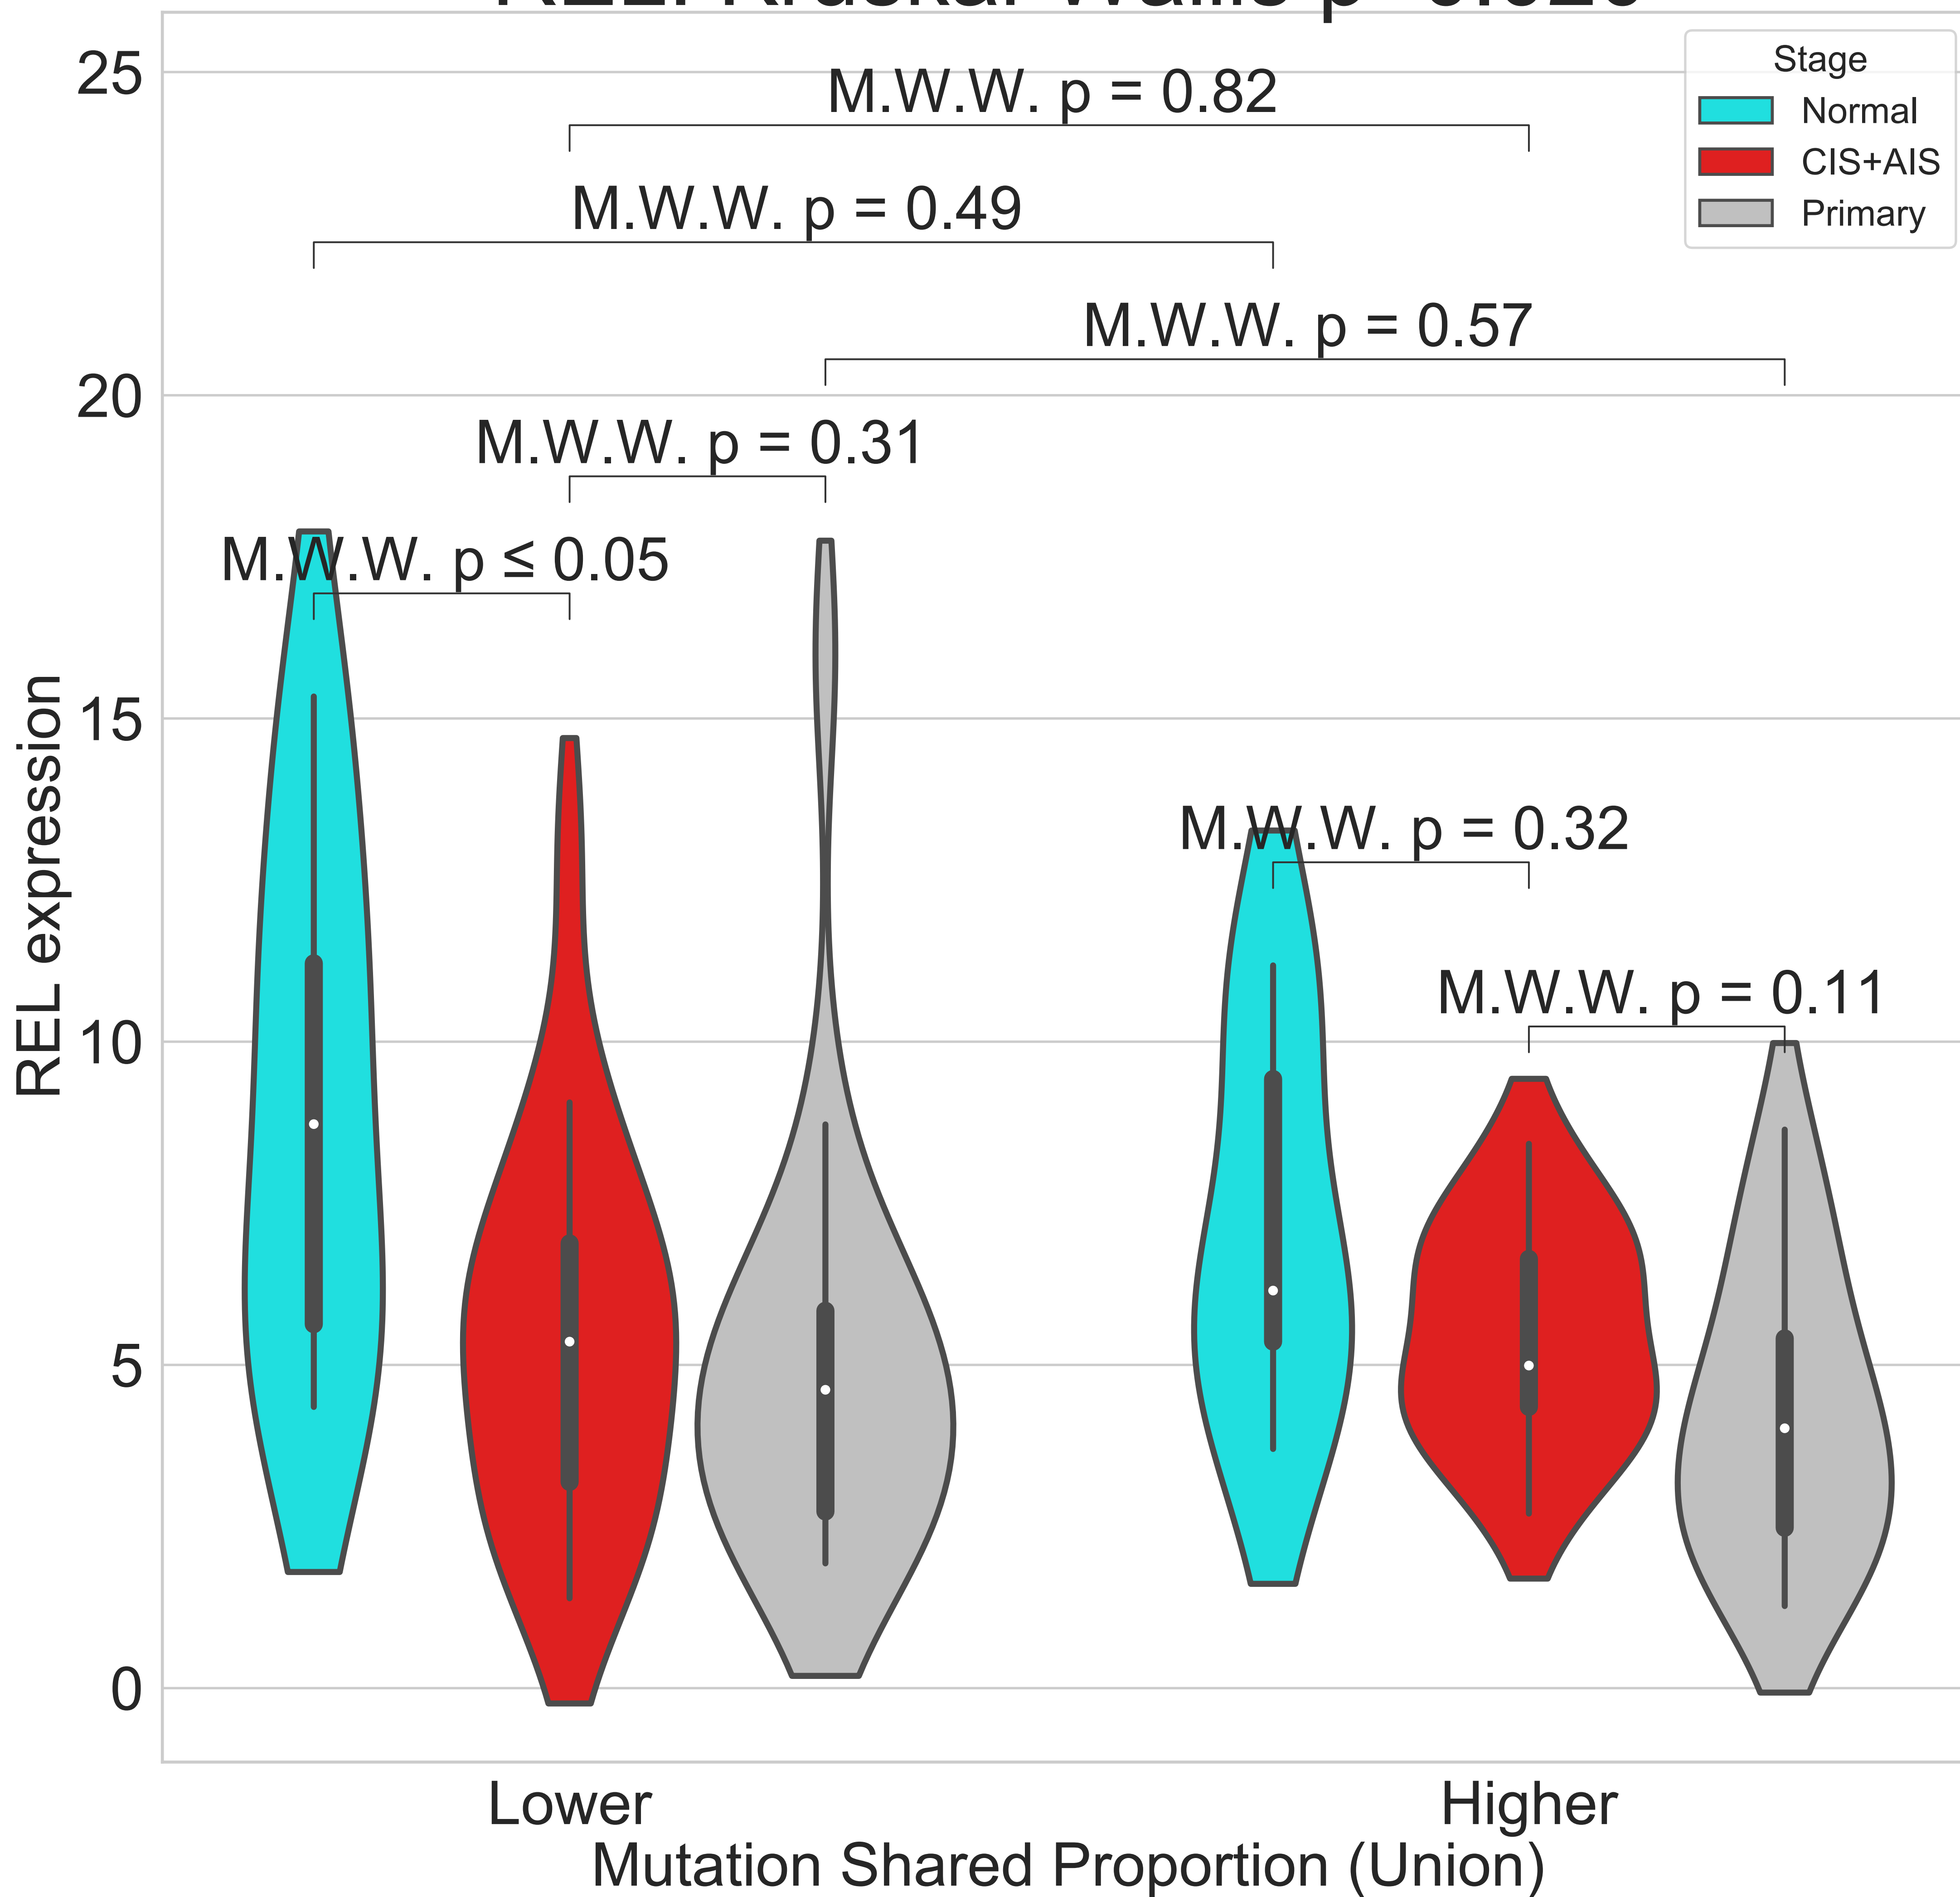 25
M.W.W. p = 0.82
Stage
Normal
CIS+AIS
Primary
M.W.W. p = 0.49
M.W.W. p = 0.57
20
M.W.W. p = 0.31
M.W.W. p ≤ 0.05
15
M.W.W. p = 0.32
M.W.W. p = 0.11
10
5
0
REL expression
Lower
Higher
Mutation Shared Proportion (Union)